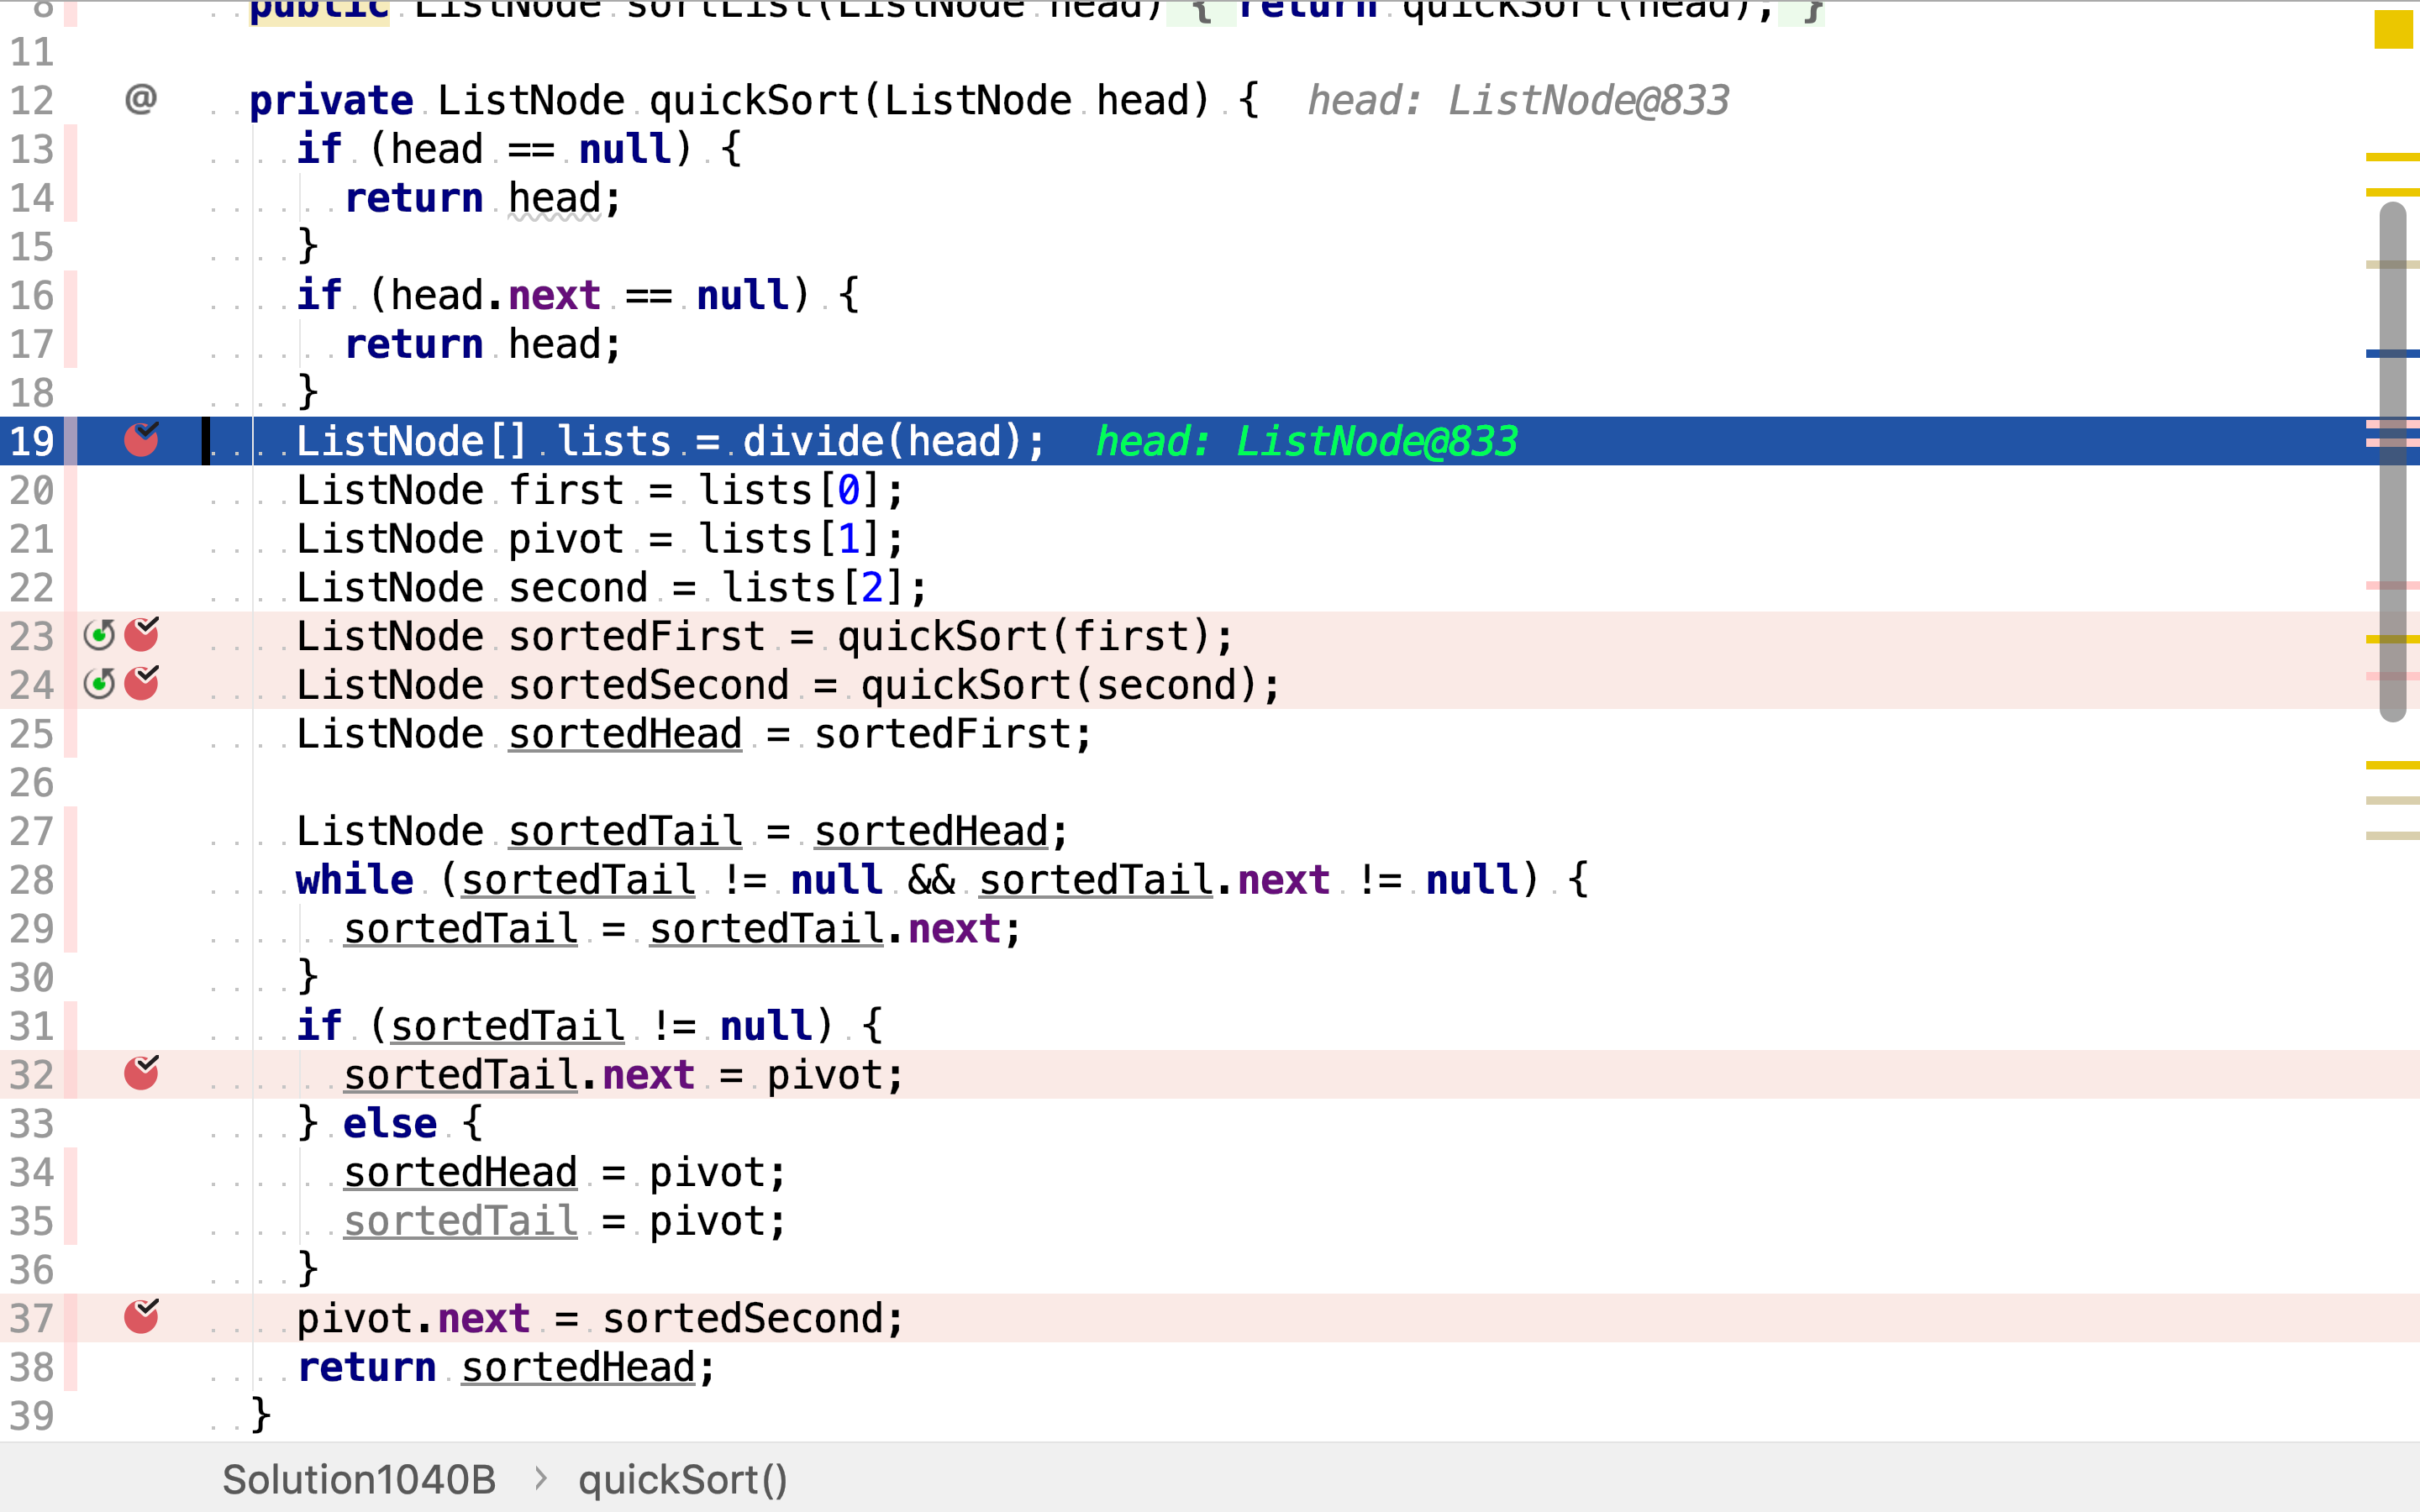 8 public ListNode sortList(ListNode head) { return quickSort(head); }
11
12 @ private ListNode quickSort(ListNode head) { head: ListNode@833
13 if (head == null) {
14 return head;
15 }
16 if (head.next == null) {
17 return head;
18 }
19 ListNode[] lists = divide(head); head: ListNode@833
20 ListNode first = lists[0];
21 ListNode pivot = lists[1];
22 ListNode second = lists[2];
23 ListNode sortedFirst = quickSort(first);
24 ListNode sortedSecond = quickSort(second);
25 ListNode sortedHead = sortedFirst;
26
27 ListNode sortedTail = sortedHead;
28 while (sortedTail != null && sortedTail.next != null) {
29 sortedTail = sortedTail.next;
30 }
31 if (sortedTail != null) {
32 sortedTail.next = pivot;
33 } else {
34 sortedHead = pivot;
35 sortedTail = pivot;
36 }
37 pivot.next = sortedSecond;
38 return sortedHead;
39 }
Solution1040B › quickSort()